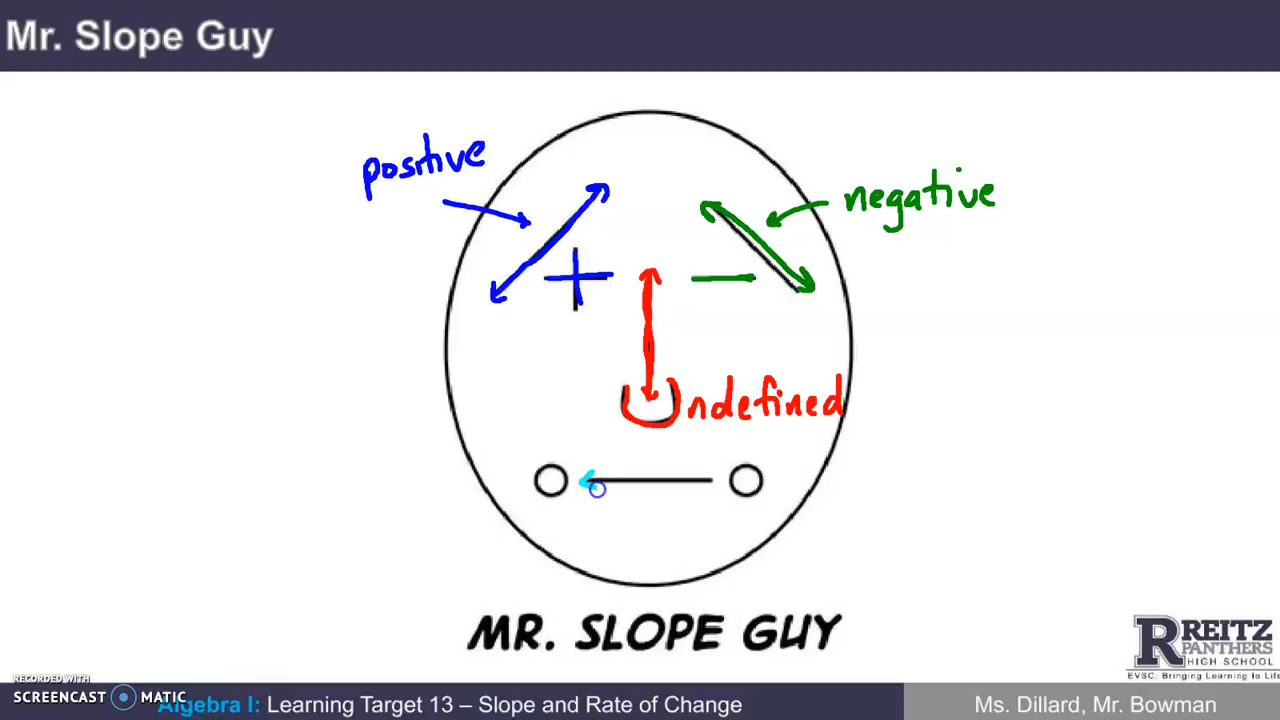 Mr. Slope Guy
positive
negative
+
−
Undefined
MR. SLOPE GUY
R REITZ
PANTHERS
HIGH SCHOOL
EVSC: Bringing Learning to Life
RECORDED WITH
SCREENCAST MATIC
Algebra I: Learning Target 13 – Slope and Rate of Change
Ms. Dillard, Mr. Bowman